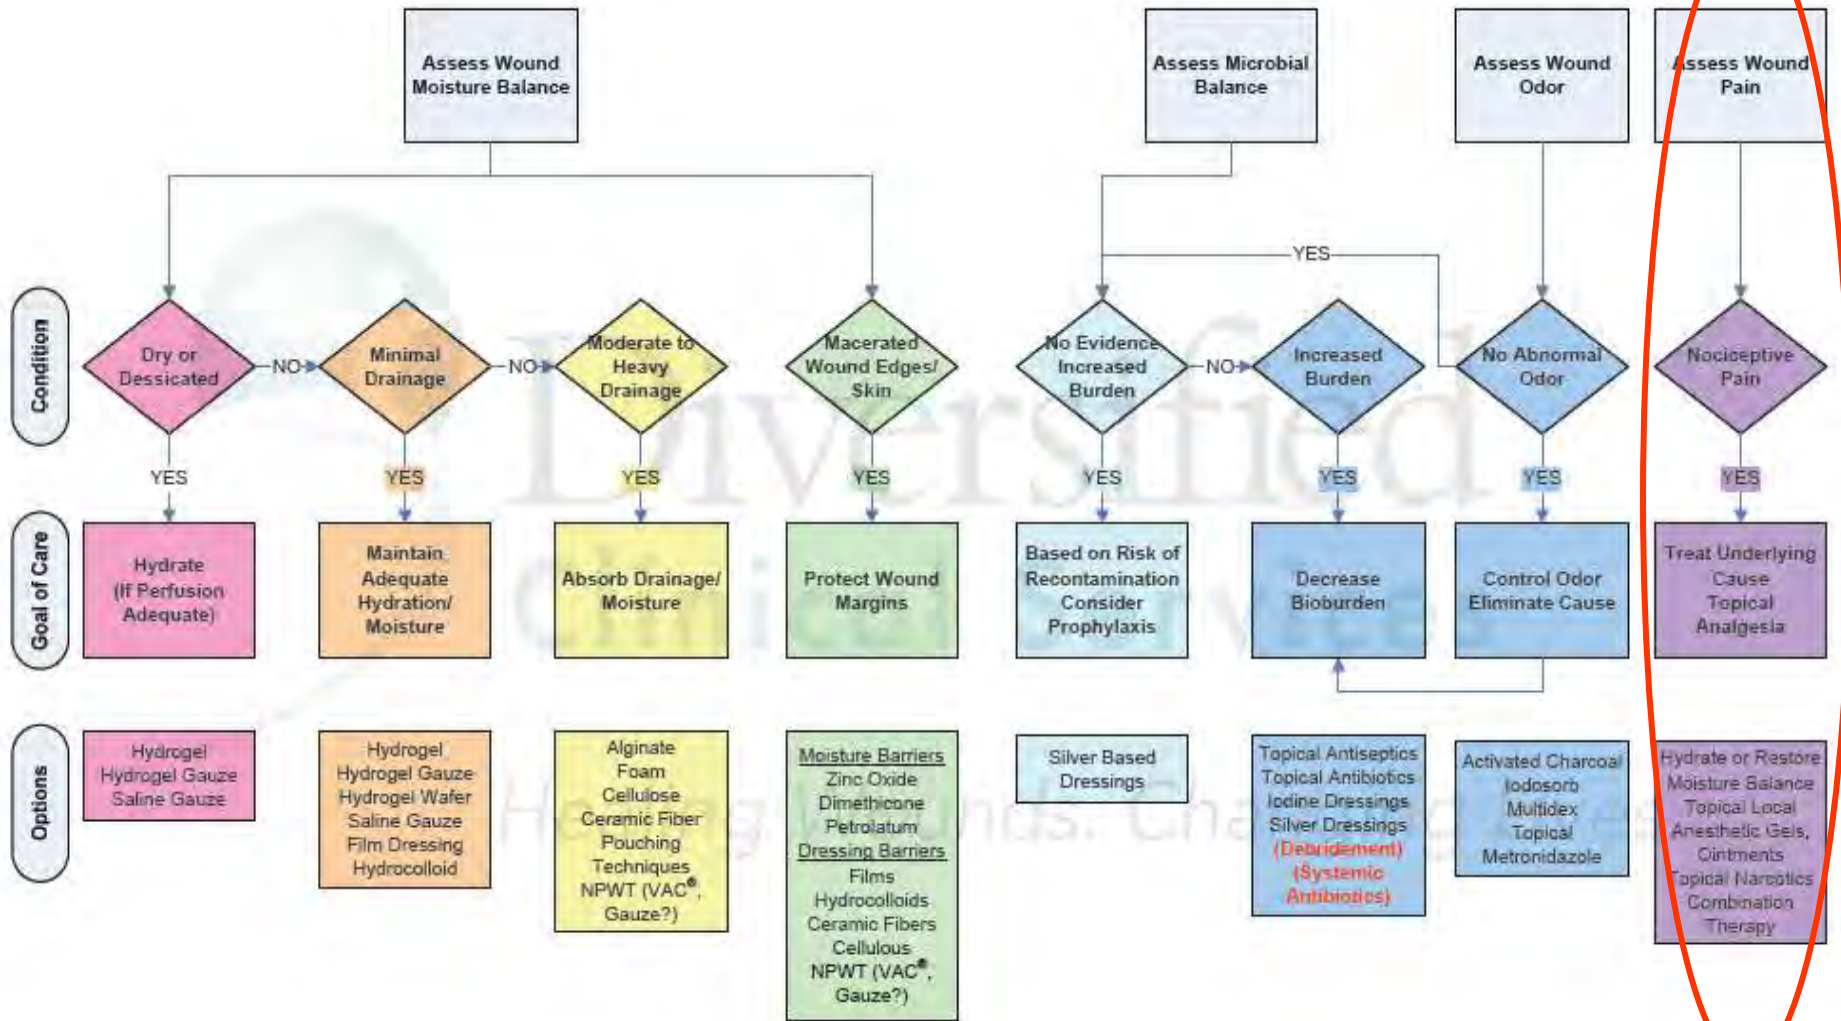 Assess Wound
Moisture Balance
Assess Microbial
Balance
Assess Wound
Odor
Assess Wound
Pain
YES
Condition
Dry or
Dessicated
NO
Minimal
Drainage
NO
Moderate to
Heavy
Drainage
Macerated
Wound Edges/
Skin
No Evidence
Increased
Burden
NO
Increased
Burden
No Abnormal
Odor
Nociceptive
Pain
YES
YES
YES
YES
YES
YES
YES
YES
Goal of Care
Hydrate
(If Perfusion
Adequate)
Maintain
Adequate
Hydration/
Moisture
Absorb Drainage/
Moisture
Protect Wound
Margins
Based on Risk of
Recontamination
Consider
Prophylaxis
Decrease
Bioburden
Control Odor
Eliminate Cause
Treat Underlying
Cause
Topical
Analgesia
Options
Hydrogel
Hydrogel Gauze
Saline Gauze
Hydrogel
Hydrogel Gauze
Hydrogel Wafer
Saline Gauze
Film Dressing
Hydrocolloid
Alginate
Foam
Cellulose
Ceramic Fiber
Pouching
Techniques
NPWT (VAC®,
Gauze?)
Moisture Barriers
Zinc Oxide
Dimethicone
Petrolatum
Dressing Barriers
Films
Hydrocolloids
Ceramic Fibers
Cellulous
NPWT (VAC®,
Gauze?)
Silver Based
Dressings
Topical Antiseptics
Topical Antibiotics
Iodine Dressings
Silver Dressings
(Debridement)
(Systemic
Antibiotics)
Activated Charcoal
Iodosorb
Multidex
Topical
Metronidazole
Hydrate or Restore
Moisture Balance
Topical Local
Anesthetic Gels,
Ointments
Topical Narcotics
Combination
Therapy
Diversified